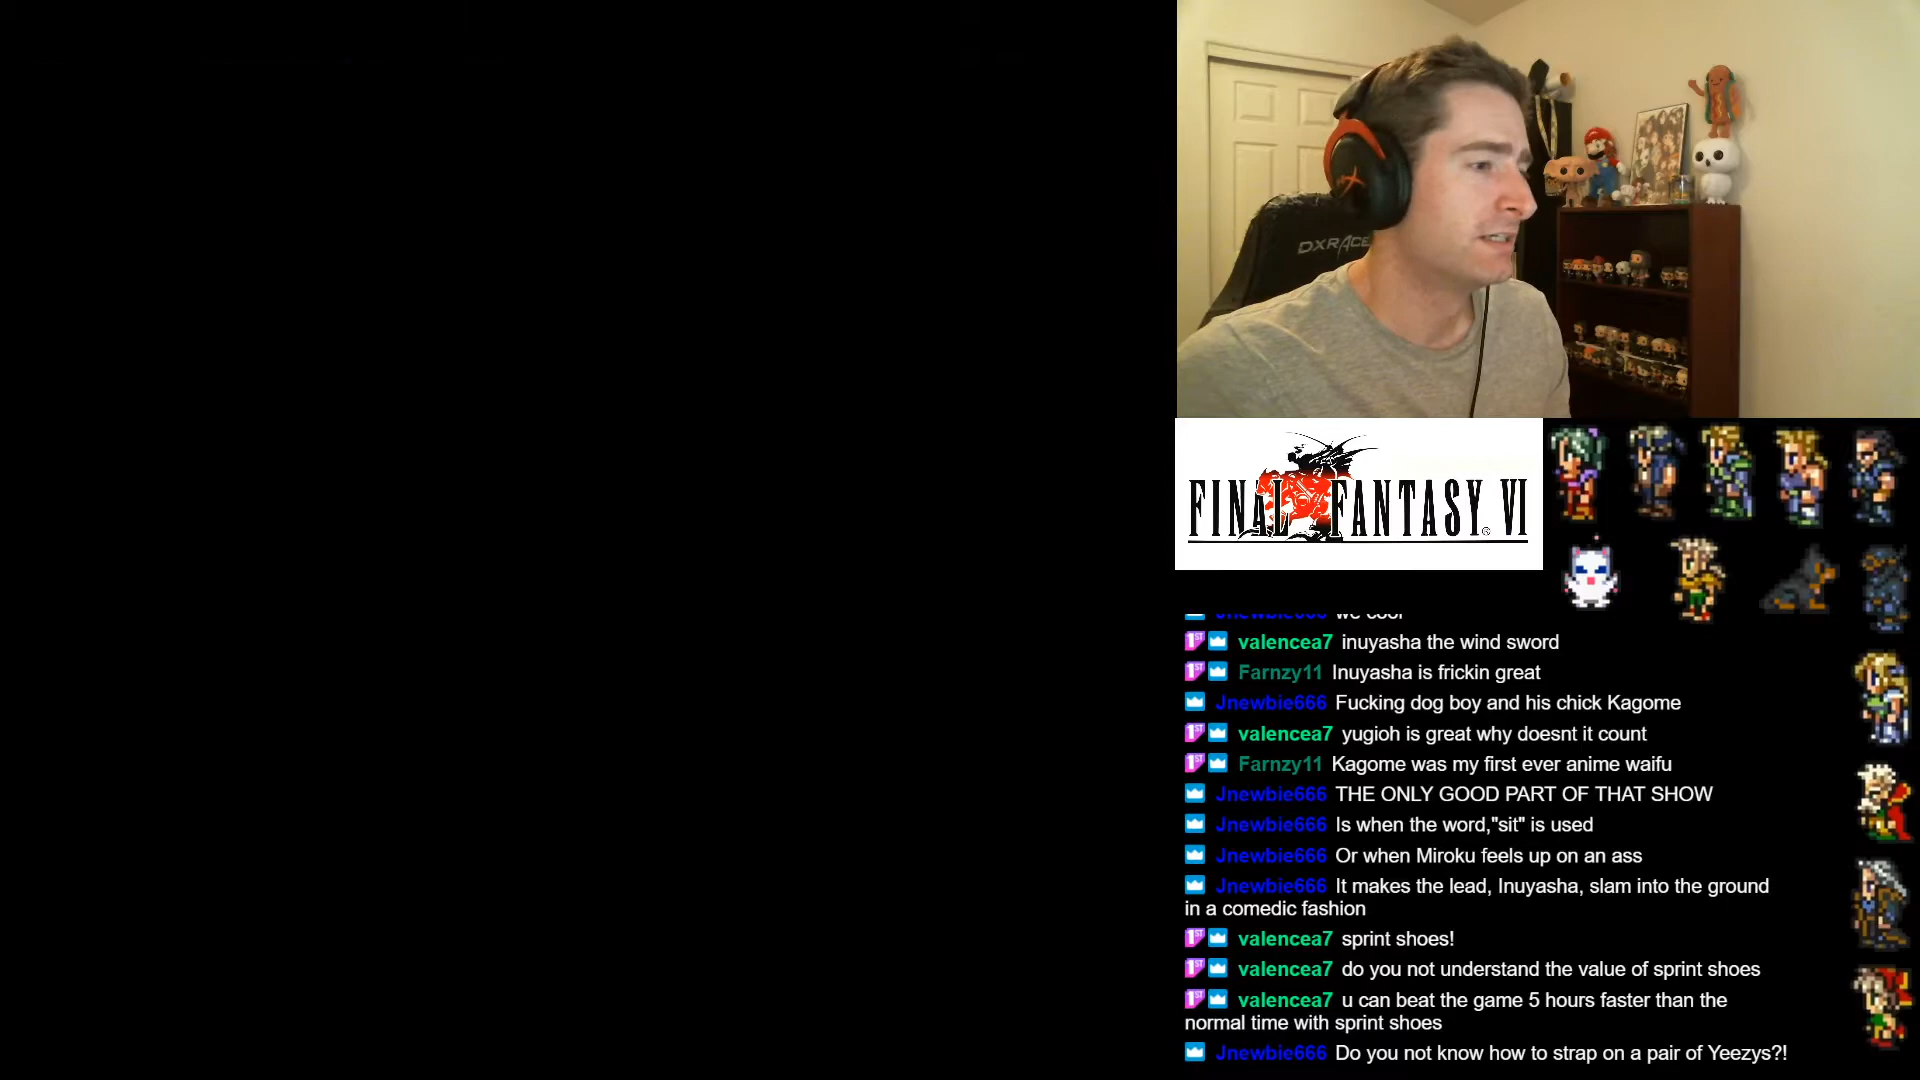 DXRACE
FINAL FANTASY® VI
Jnewbie666 we cool
valencea7 inuyasha the wind sword
Farnzy11 Inuyasha is frickin great
Jnewbie666 Fucking dog boy and his chick Kagome
valencea7 yugioh is great why doesnt it count
Farnzy11 Kagome was my first ever anime waifu
Jnewbie666 THE ONLY GOOD PART OF THAT SHOW
Jnewbie666 Is when the word,"sit" is used
Jnewbie666 Or when Miroku feels up on an ass
Jnewbie666 It makes the lead, Inuyasha, slam into the ground
in a comedic fashion
valencea7 sprint shoes!
valencea7 do you not understand the value of sprint shoes
valencea7 u can beat the game 5 hours faster than the
normal time with sprint shoes
Jnewbie666 Do you not know how to strap on a pair of Yeezys?!